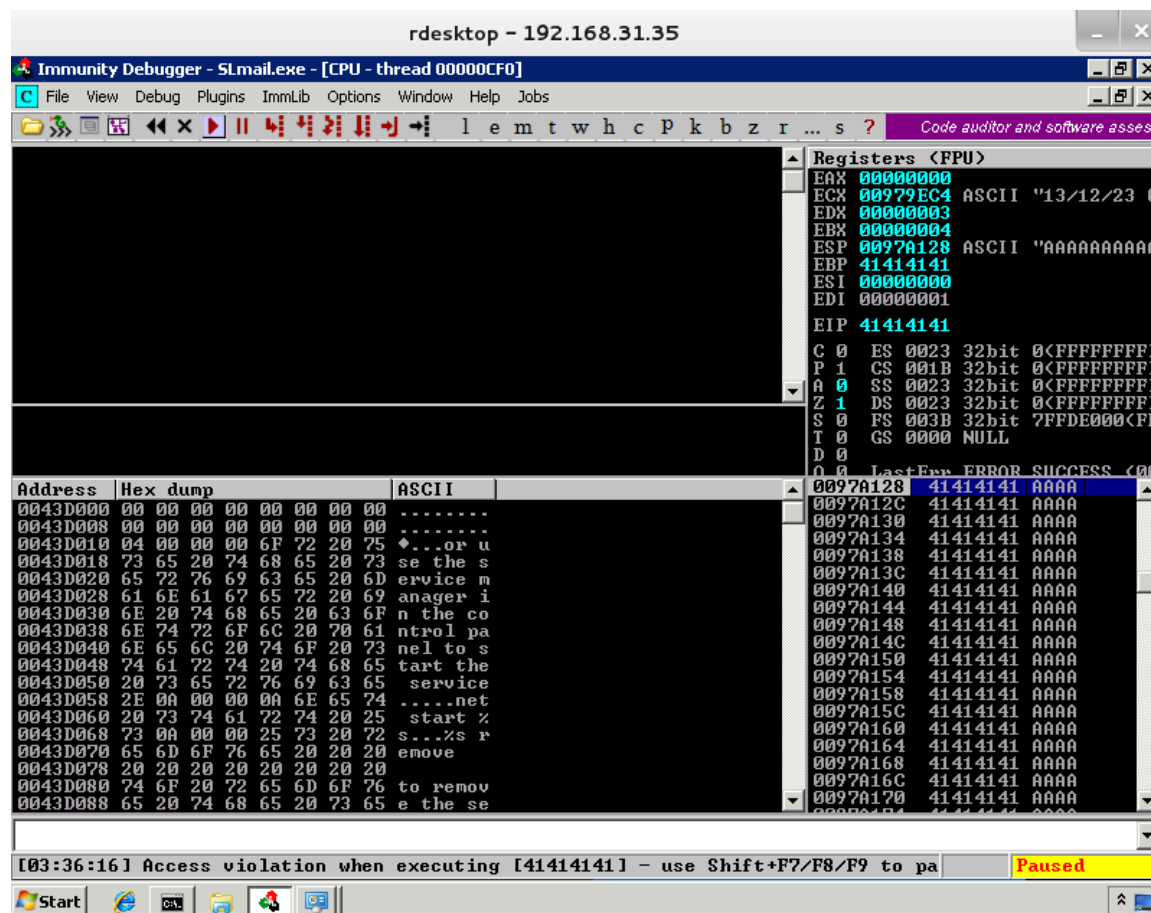 rdesktop - 192.168.31.35
Immunity Debugger - SLmail.exe - [CPU - thread 00000CF0]
C File View Debug Plugins ImmLib Options Window Help Jobs
l e m t w h c P k b z r ... s ? Code auditor and software asses
Registers (FPU)
EAX 00000000
ECX 00979EC4 ASCII "13/12/23
EDX 00000003
EBX 00000004
ESP 0097A128 ASCII "AAAAAAAAAA
EBP 41414141
ESI 00000000
EDI 00000001
EIP 41414141
C 0 ES 0023 32bit 0(FFFFFFFF
P 1 CS 001B 32bit 0(FFFFFFFF
A 0 SS 0023 32bit 0(FFFFFFFF
Z 1 DS 0023 32bit 0(FFFFFFFF
S 0 FS 003B 32bit 7FFDE000(F
T 0 GS 0000 NULL
D 0
O 0 LastErr ERROR SUCCESS (00
Address Hex dump ASCII
0043D000 00 00 00 00 00 00 00 00 ........
0043D008 00 00 00 00 00 00 00 00 ........
0043D010 04 00 00 00 6F 72 20 75 ♦...or u
0043D018 73 65 20 74 68 65 20 73 se the s
0043D020 65 72 76 69 63 65 20 6D ervice m
0043D028 61 6E 61 67 65 72 20 69 anager i
0043D030 6E 20 74 68 65 20 63 6F n the co
0043D038 6E 74 72 6F 6C 20 70 61 ntrol pa
0043D040 6E 65 6C 20 74 6F 20 73 nel to s
0043D048 74 61 72 74 20 74 68 65 tart the
0043D050 20 73 65 72 76 69 63 65 service
0043D058 2E 0A 00 00 0A 6E 65 74 .....net
0043D060 20 73 74 61 72 74 20 25 start %
0043D068 73 0A 00 00 25 73 20 72 s...%s r
0043D070 65 6D 6F 76 65 20 20 20 emove
0043D078 20 20 20 20 20 20 20 20
0043D080 74 6F 20 72 65 6D 6F 76 to remov
0043D088 65 20 74 68 65 20 73 65 e the se
0097A128 41414141 AAAA
0097A12C 41414141 AAAA
0097A130 41414141 AAAA
0097A134 41414141 AAAA
0097A138 41414141 AAAA
0097A13C 41414141 AAAA
0097A140 41414141 AAAA
0097A144 41414141 AAAA
0097A148 41414141 AAAA
0097A14C 41414141 AAAA
0097A150 41414141 AAAA
0097A154 41414141 AAAA
0097A158 41414141 AAAA
0097A15C 41414141 AAAA
0097A160 41414141 AAAA
0097A164 41414141 AAAA
0097A168 41414141 AAAA
0097A16C 41414141 AAAA
0097A170 41414141 AAAA
[03:36:16] Access violation when executing [41414141] - use Shift+F7/F8/F9 to pa
Paused
Start